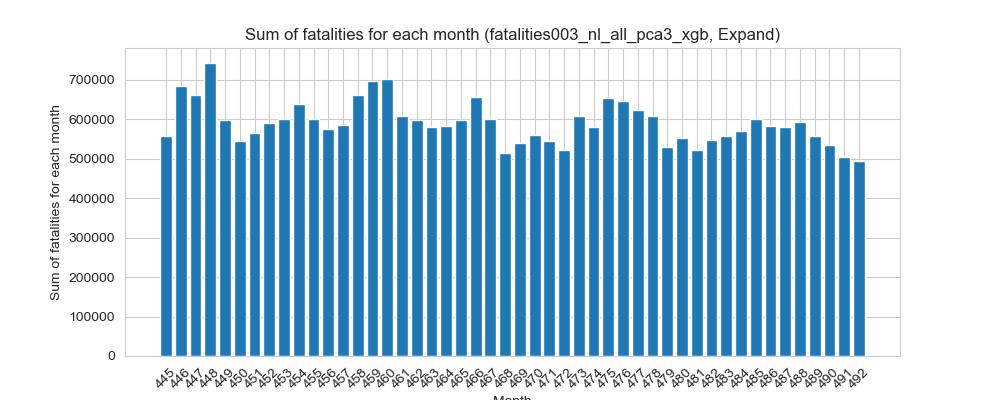 Sum of fatalities for each month (fatalities003_nl_all_pca3_xgb, Expand)
Sum of fatalities for each month
700000
600000
500000
400000
300000
200000
100000
0
445 446 447 448 449 450 451 452 453 454 455 456 457 458 459 460 461 462 463 464 465 466 467 468 469 470 471 472 473 474 475 476 477 478 479 480 481 482 483 484 485 486 487 488 489 490 491 492
Month